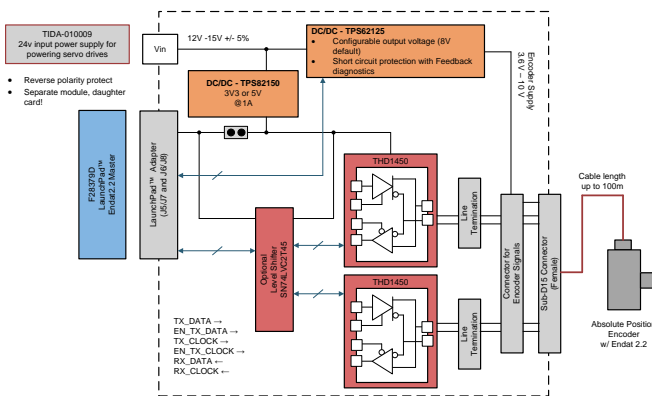 TIDA-010009
24v input power supply for
powering servo drives
• Reverse polarity protect
• Separate module, daughter
card!
Vin
12V -15V +/- 5%
DC/DC - TPS62125
• Configurable output voltage (8V
default)
• Short circuit protection with Feedback
diagnostics
DC/DC - TPS82150
3V3 or 5V
@1A
Encoder Supply
3.6 V – 10 V
F28379D
LaunchPad™
Endat2.2 Master
LaunchPad™ Adapter
(J5/J7 and J6/J8)
Optional
Level Shifter
SN74LVC2T45
THD1450
THD1450
Line
Termination
Line
Termination
Connector for
Encoder Signals
Sub-D15 Connector
(Female)
Cable length
up to 100m
Absolute Position
Encoder
w/ Endat 2.2
TX_DATA →
EN_TX_DATA →
TX_CLOCK →
EN_TX_CLOCK →
RX_DATA ←
RX_CLOCK ←